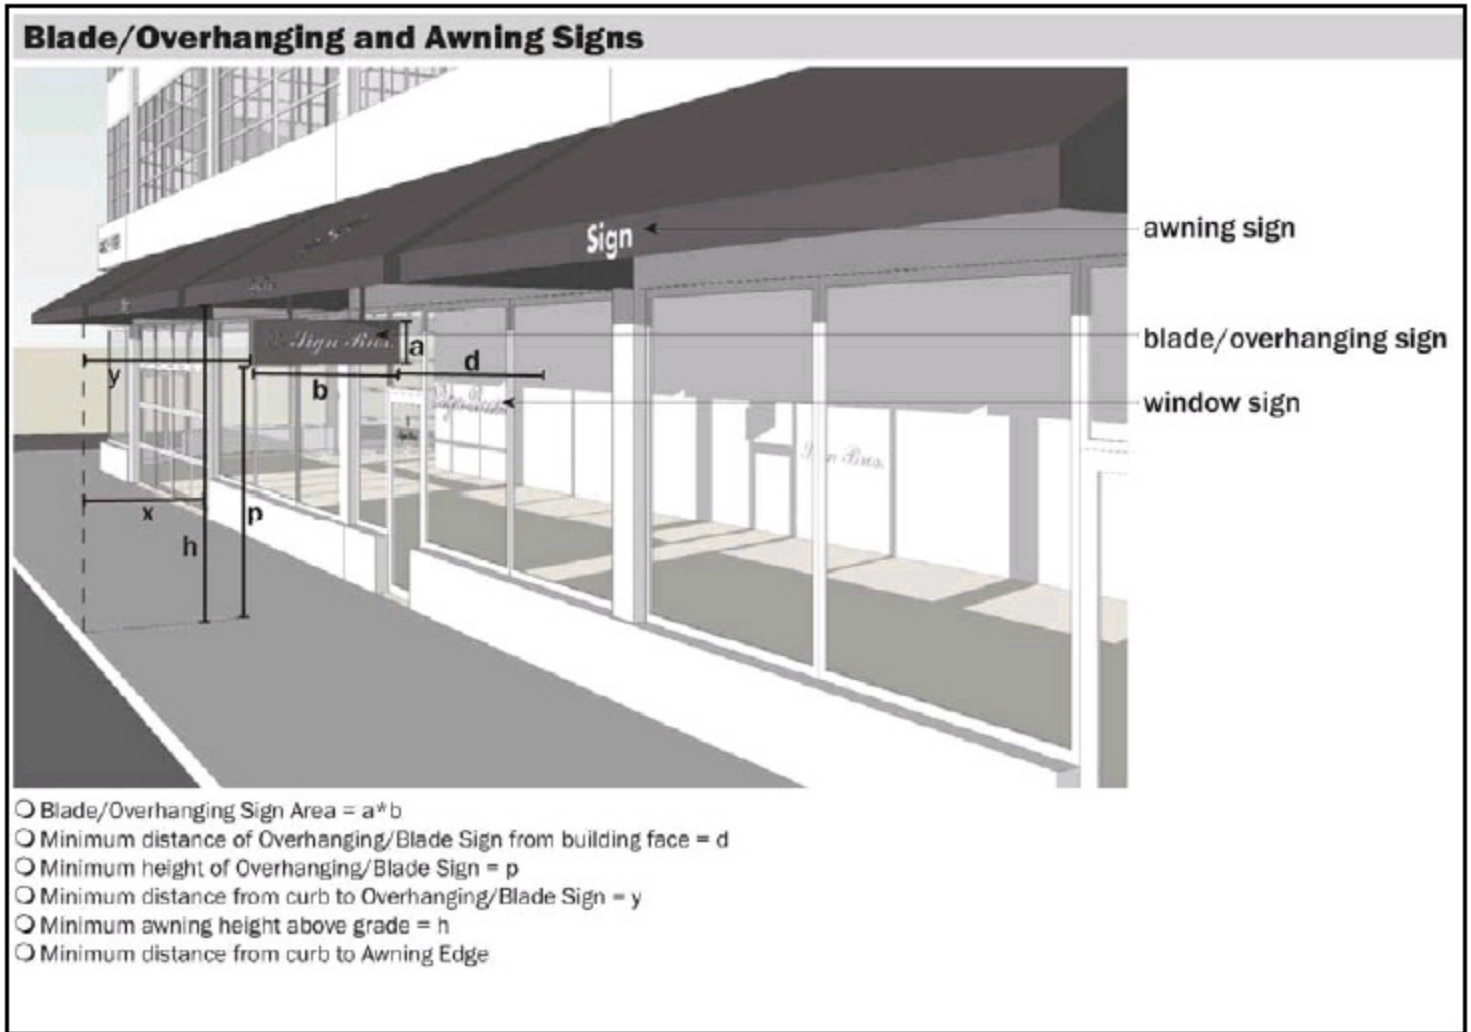 Blade/Overhanging and Awning Signs
Sign
awning sign
Sign Bros.
a
blade/overhanging sign
y
b
d
window sign
x
p
h
Blade/Overhanging Sign Area = a*b
Minimum distance of Overhanging/Blade Sign from building face = d
Minimum height of Overhanging/Blade Sign = p
Minimum distance from curb to Overhanging/Blade Sign = y
Minimum awning height above grade = h
Minimum distance from curb to Awning Edge